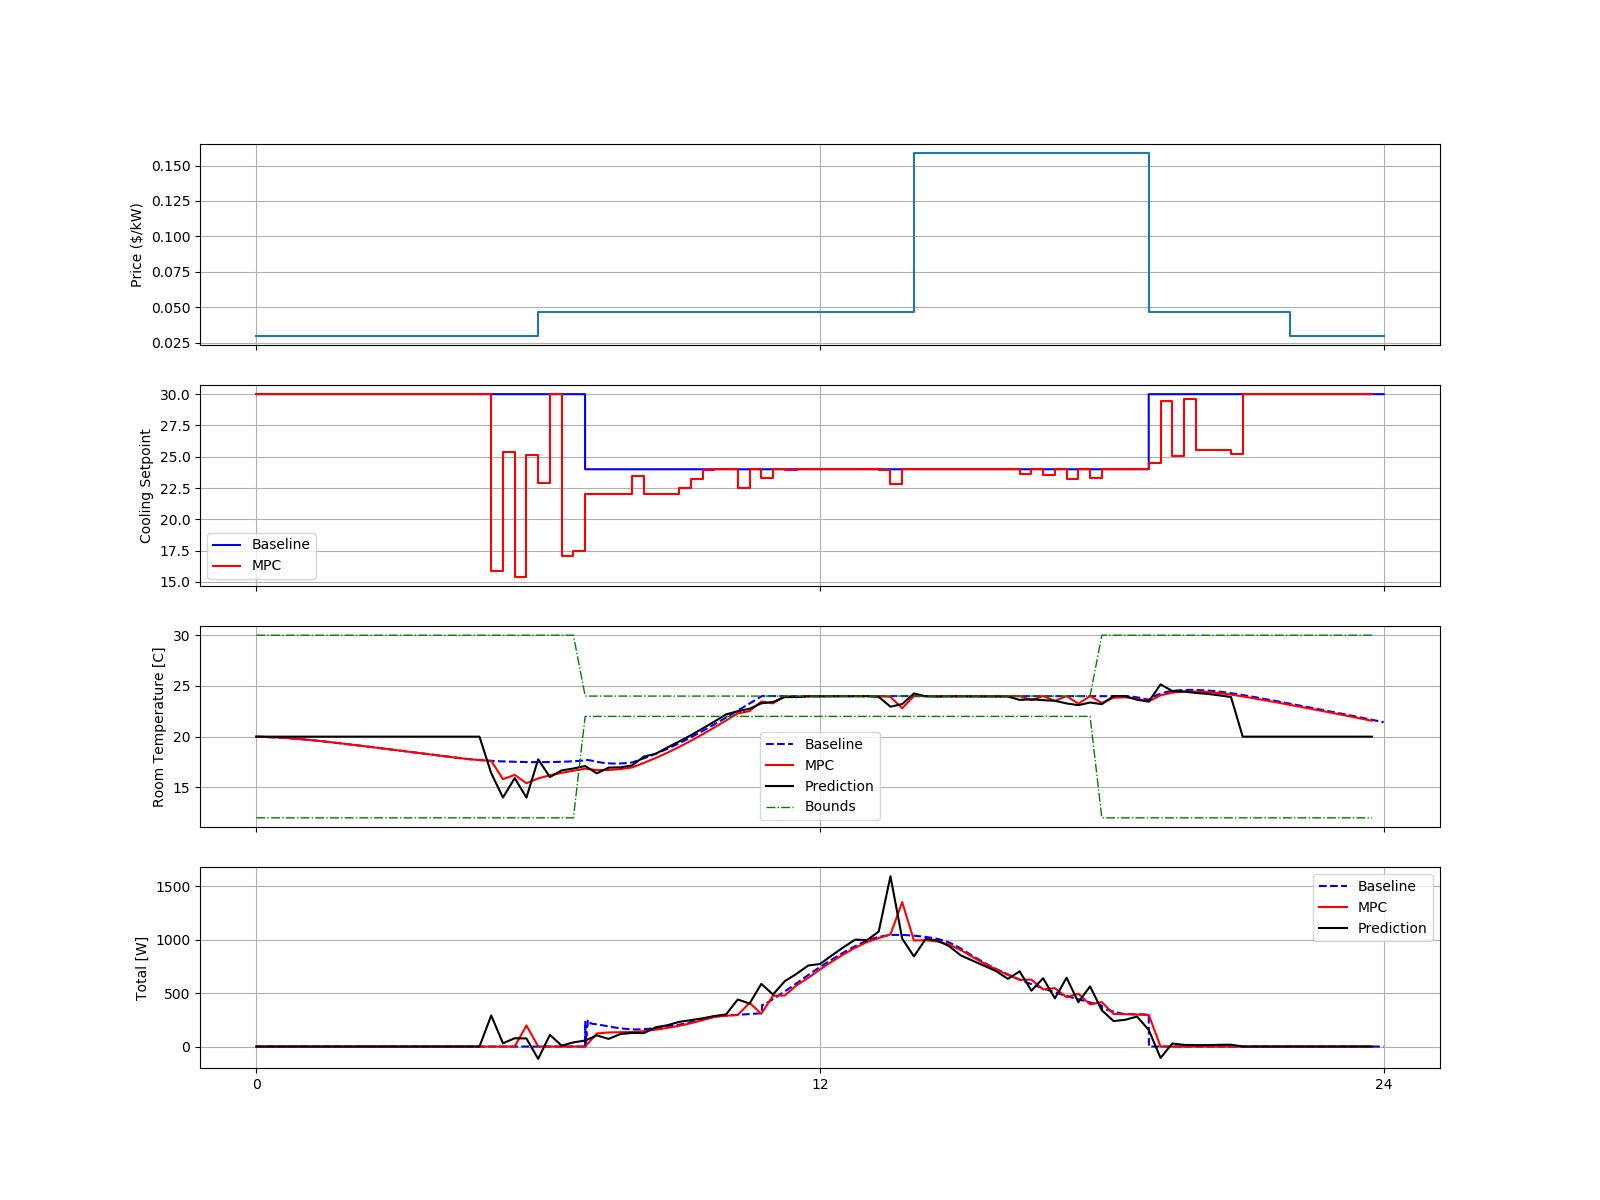 Price ($/kW)
0.150
0.125
0.100
0.075
0.050
0.025
Cooling Setpoint
30.0
27.5
25.0
22.5
20.0
17.5
15.0
Baseline
MPC
Room Temperature [C]
30
25
20
15
Baseline
MPC
Prediction
Bounds
Total [W]
1500
1000
500
0
Baseline
MPC
Prediction
0 12 24